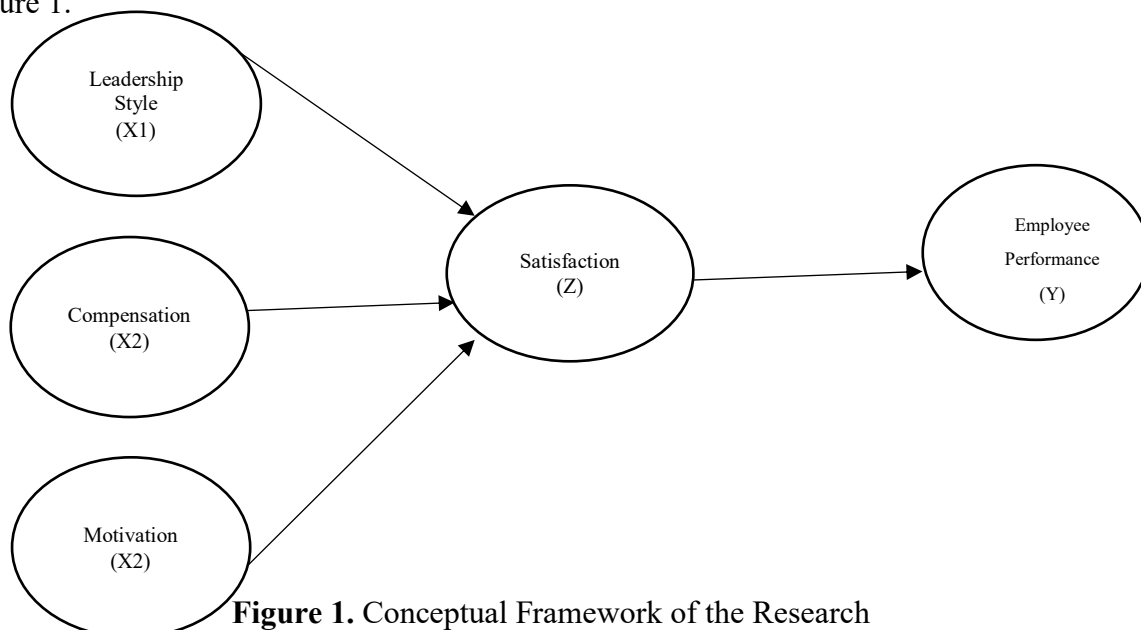 ure 1.
Leadership
Style
(X1)
Compensation
(X2)
Motivation
(X2)
Satisfaction
(Z)
Employee
Performance
(Y)
Figure 1. Conceptual Framework of the Research